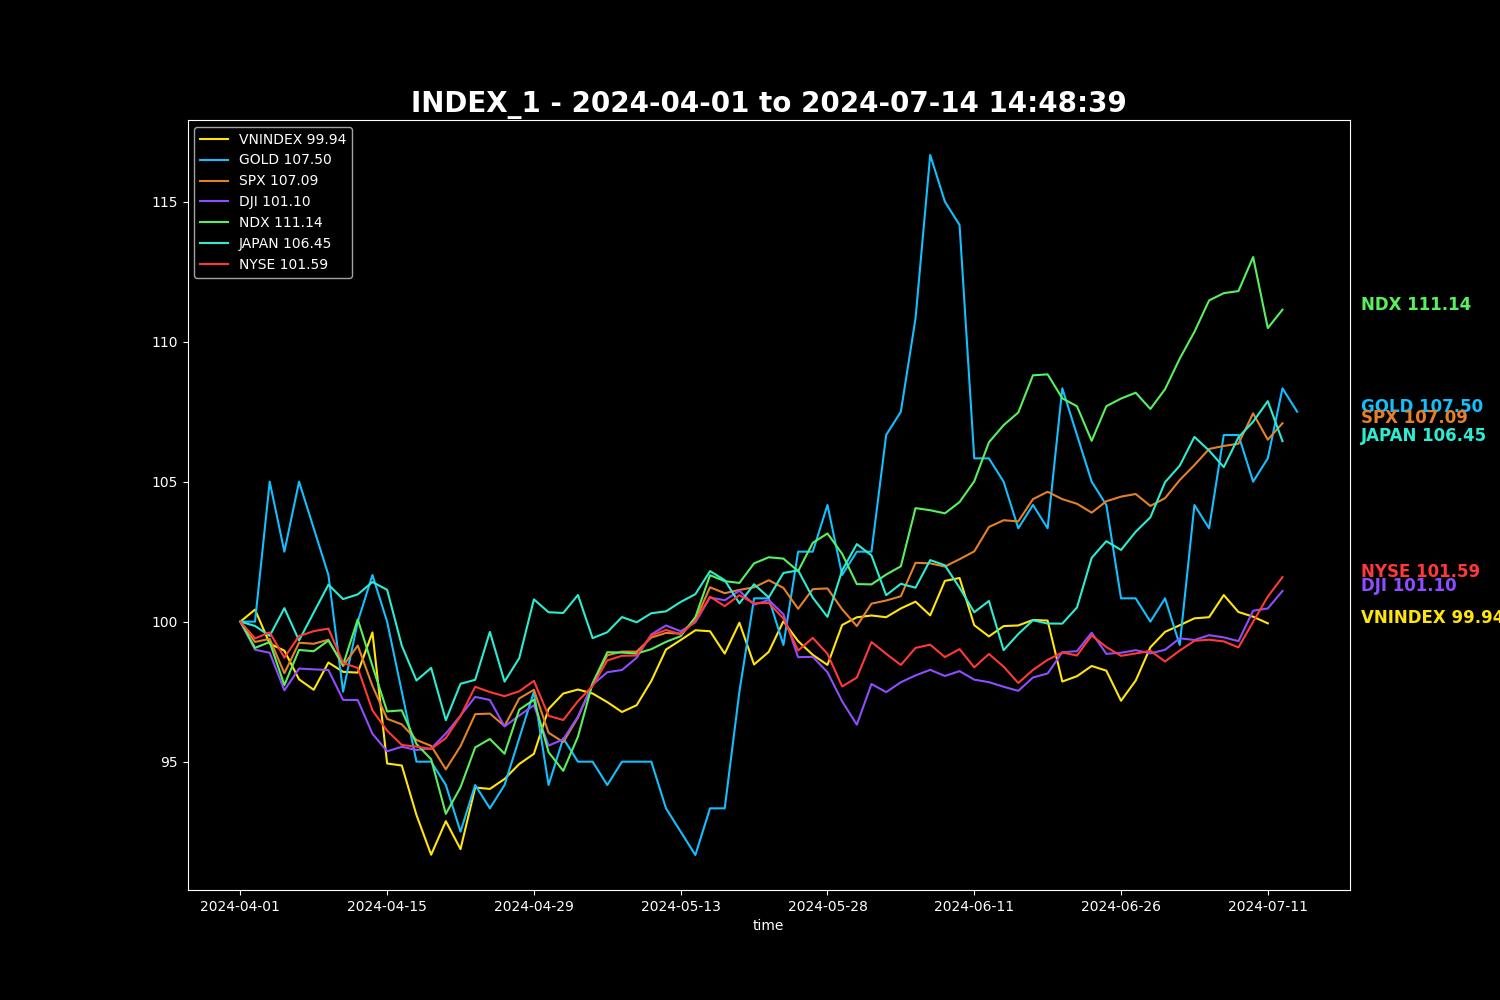 INDEX_1 - 2024-04-01 to 2024-07-14 14:48:39
VNINDEX 99.94
GOLD 107.50
SPX 107.09
DJI 101.10
NDX 111.14
JAPAN 106.45
NYSE 101.59
115
110
105
100
95
NDX 111.14
GOLD 107.50
SPX 107.09
JAPAN 106.45
NYSE 101.59
DJI 101.10
VNINDEX 99.94
2024-04-01 2024-04-15 2024-04-29 2024-05-13 2024-05-28 2024-06-11 2024-06-26 2024-07-11
time